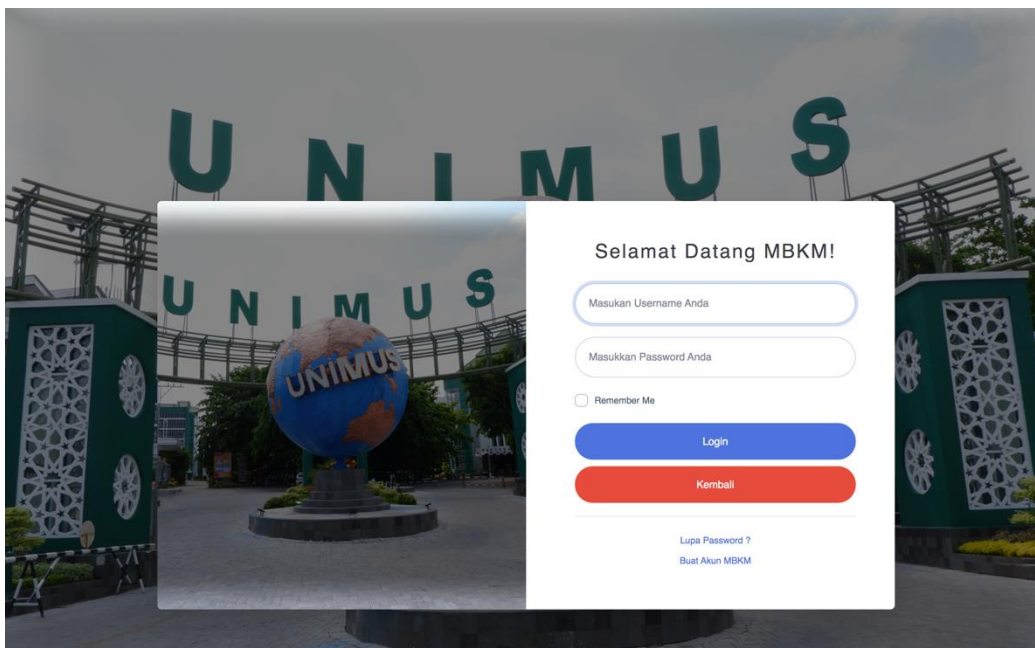 UNIMUS
UNIMUS
UNIMUS
Selamat Datang MBKM!
Masukan Username Anda
Masukkan Password Anda
Remember Me
Login
Kembali
Lupa Password ?
Buat Akun MBKM